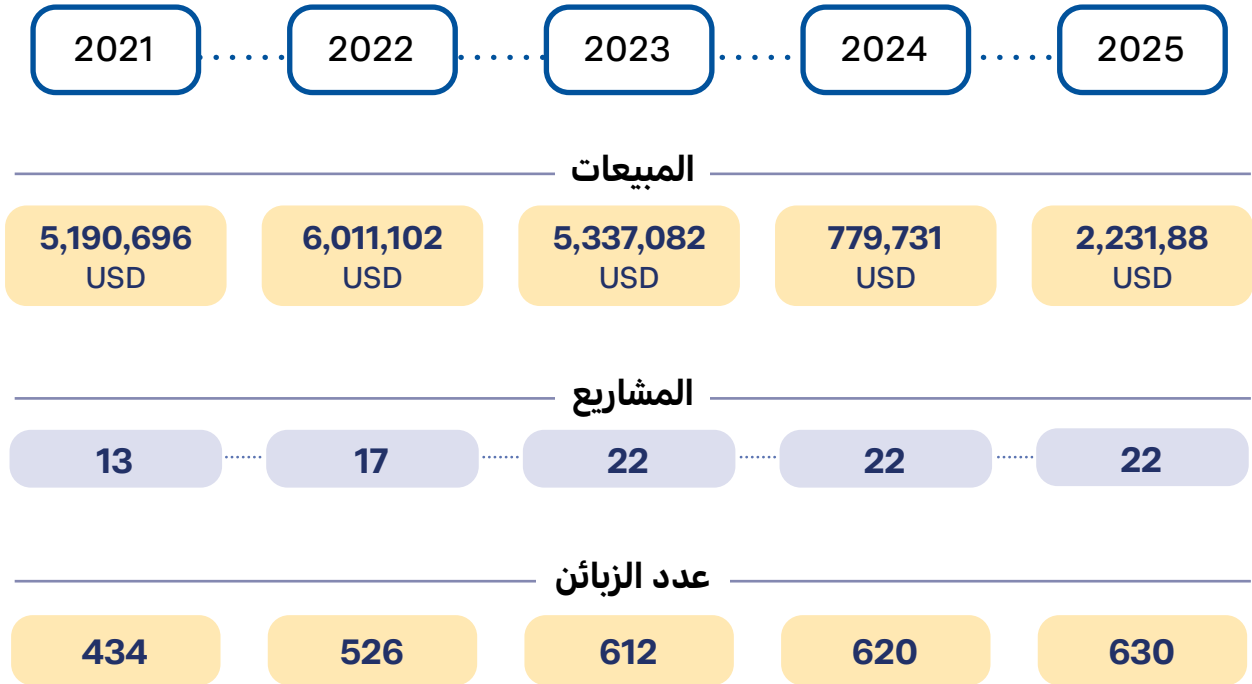 2021 2022 2023 2024 2025
المبيعات
5,190,696 6,011,102 5,337,082 779,731 2,231,88
USD USD USD USD USD
المشاريع
13 17 22 22 22
عدد الزبائن
434 526 612 620 630